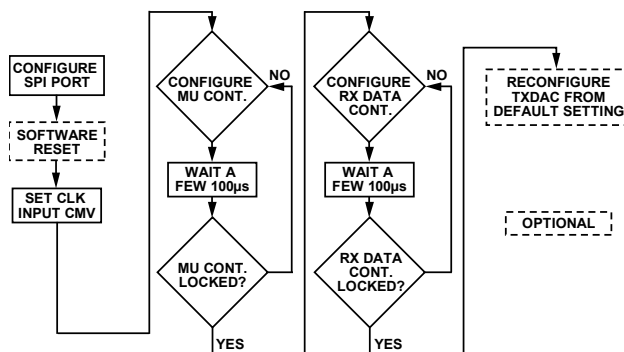 CONFIGURE
SPI PORT
SOFTWARE
RESET
SET CLK
INPUT CMV
CONFIGURE
MU CONT.
NO
WAIT A
FEW 100µs
MU CONT.
LOCKED?
YES
CONFIGURE
RX DATA
CONT.
NO
WAIT A
FEW 100µs
RX DATA
CONT.
LOCKED?
YES
RECONFIGURE
TXDAC FROM
DEFAULT SETTING
OPTIONAL